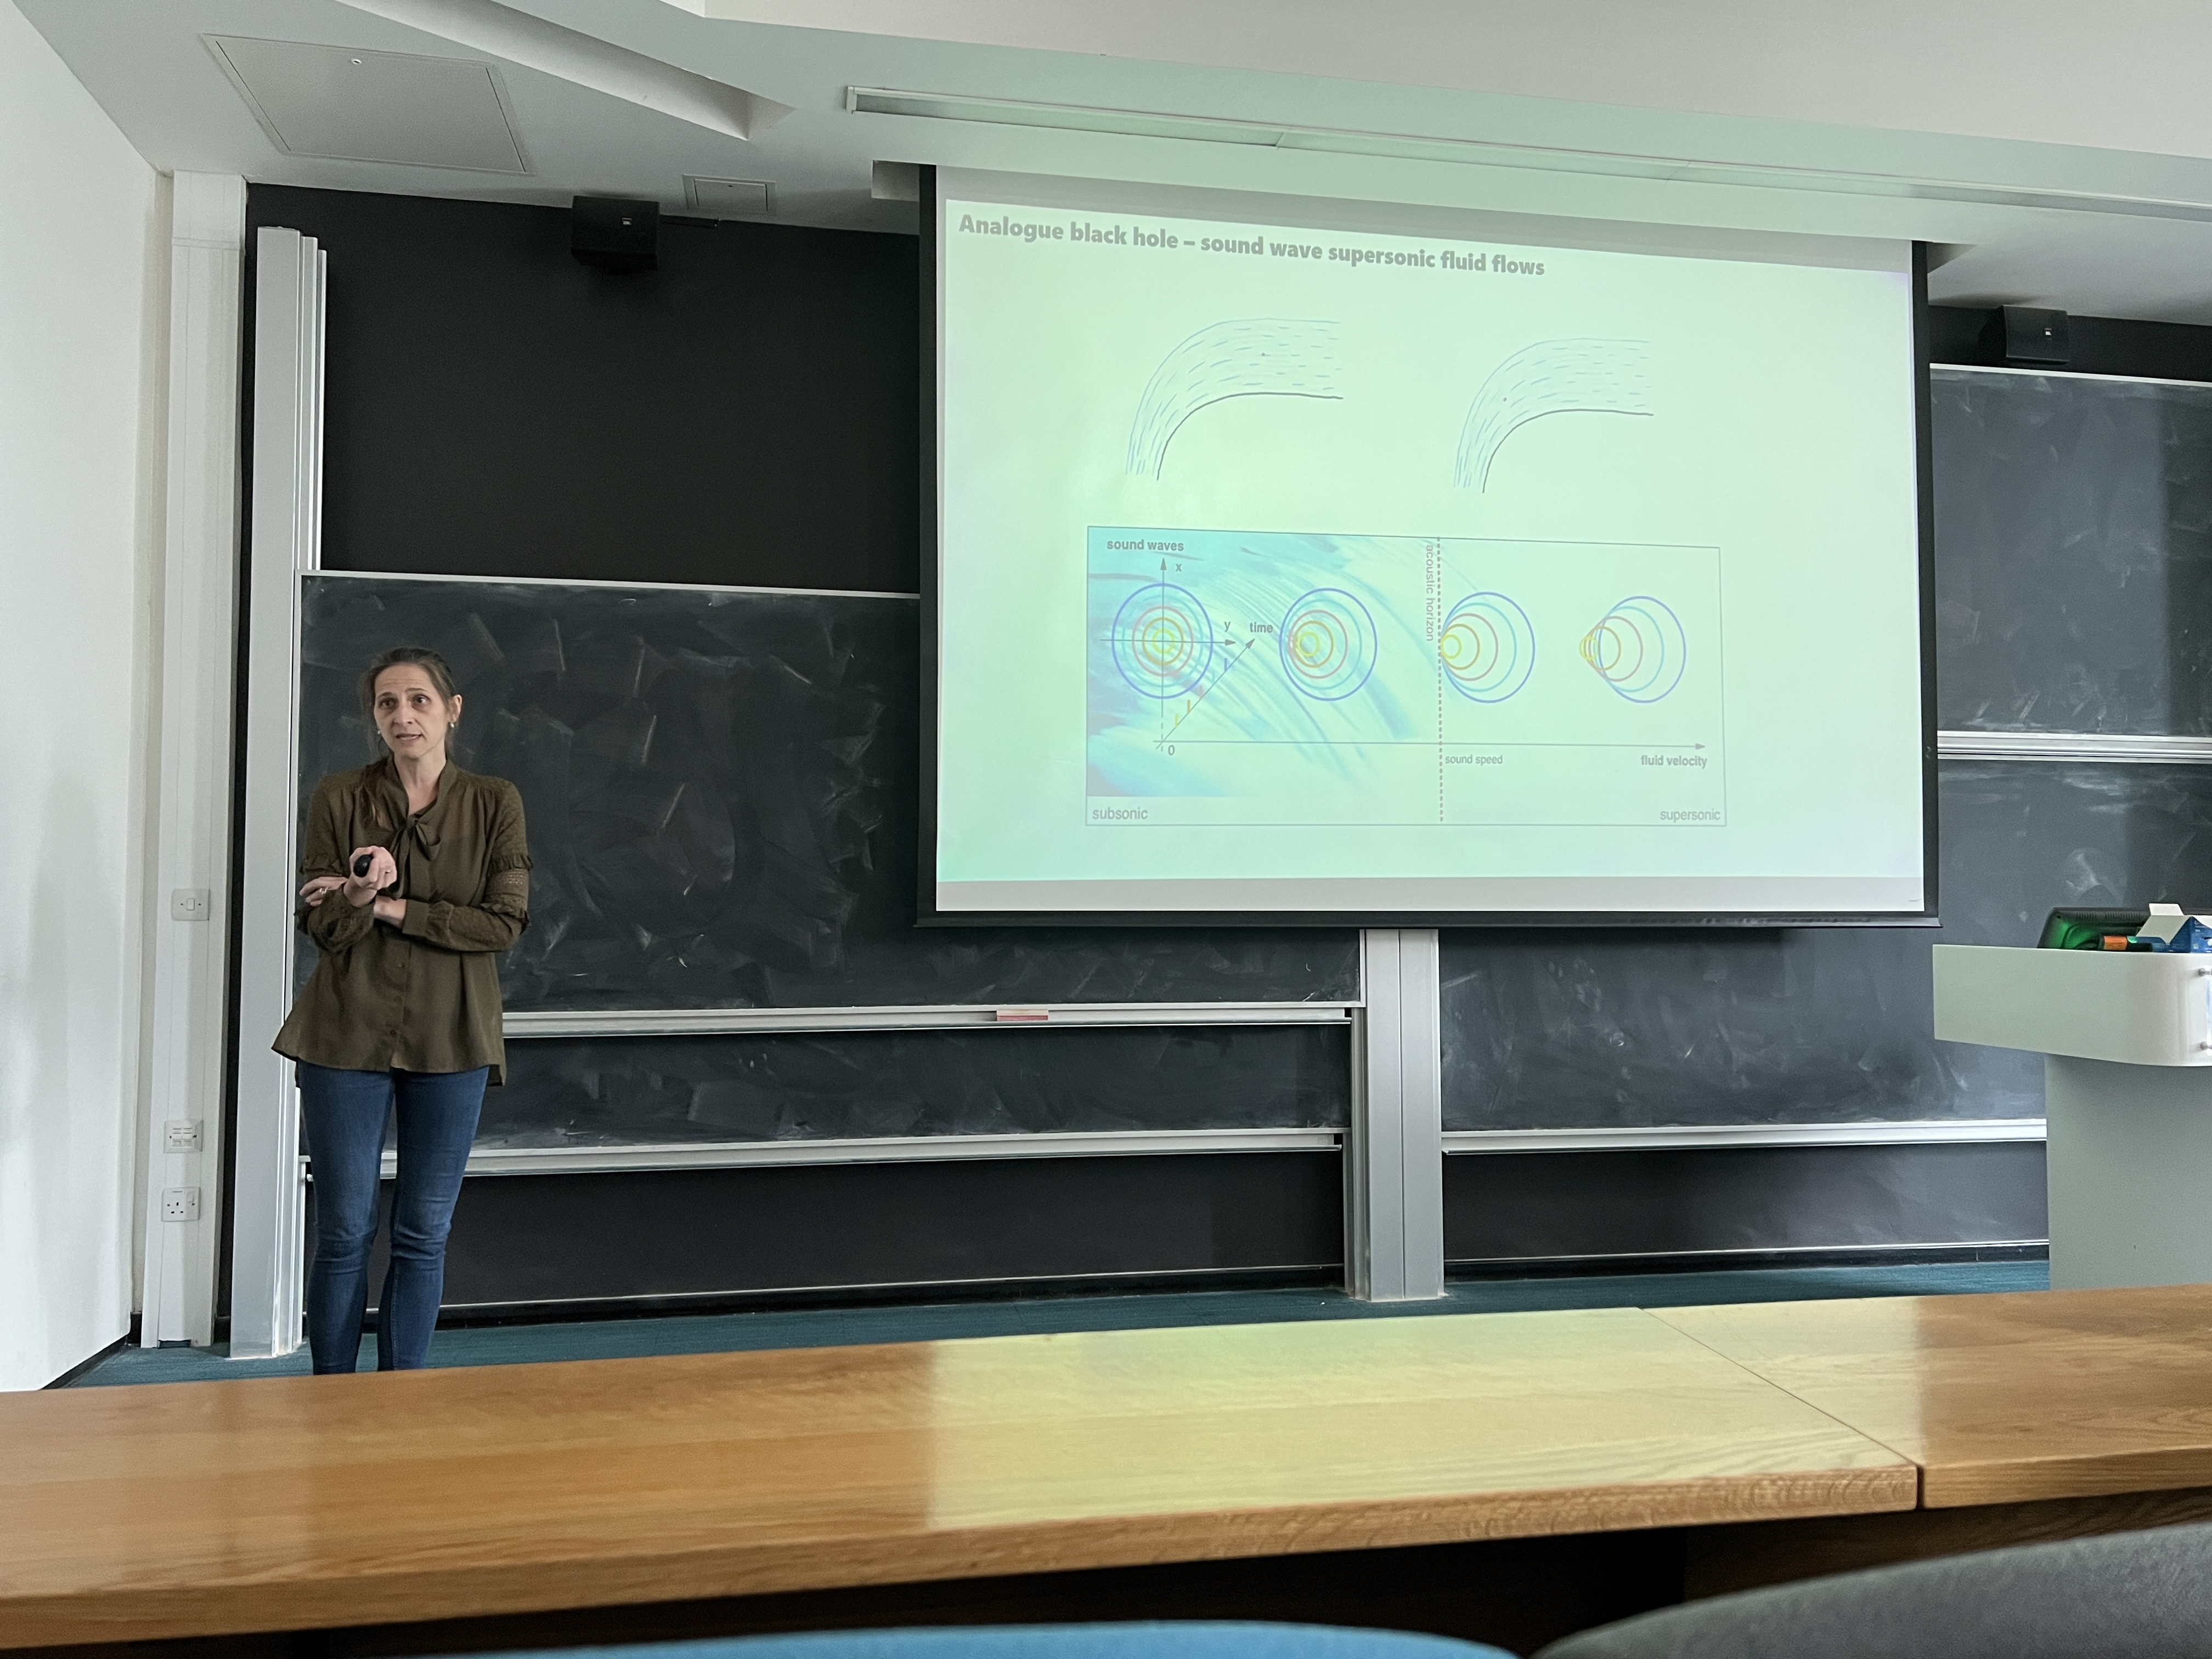 Analogue black hole – sound wave supersonic fluid flows
sound waves
x
y
time
0
acoustic horizon
sound speed
fluid velocity
subsonic
supersonic